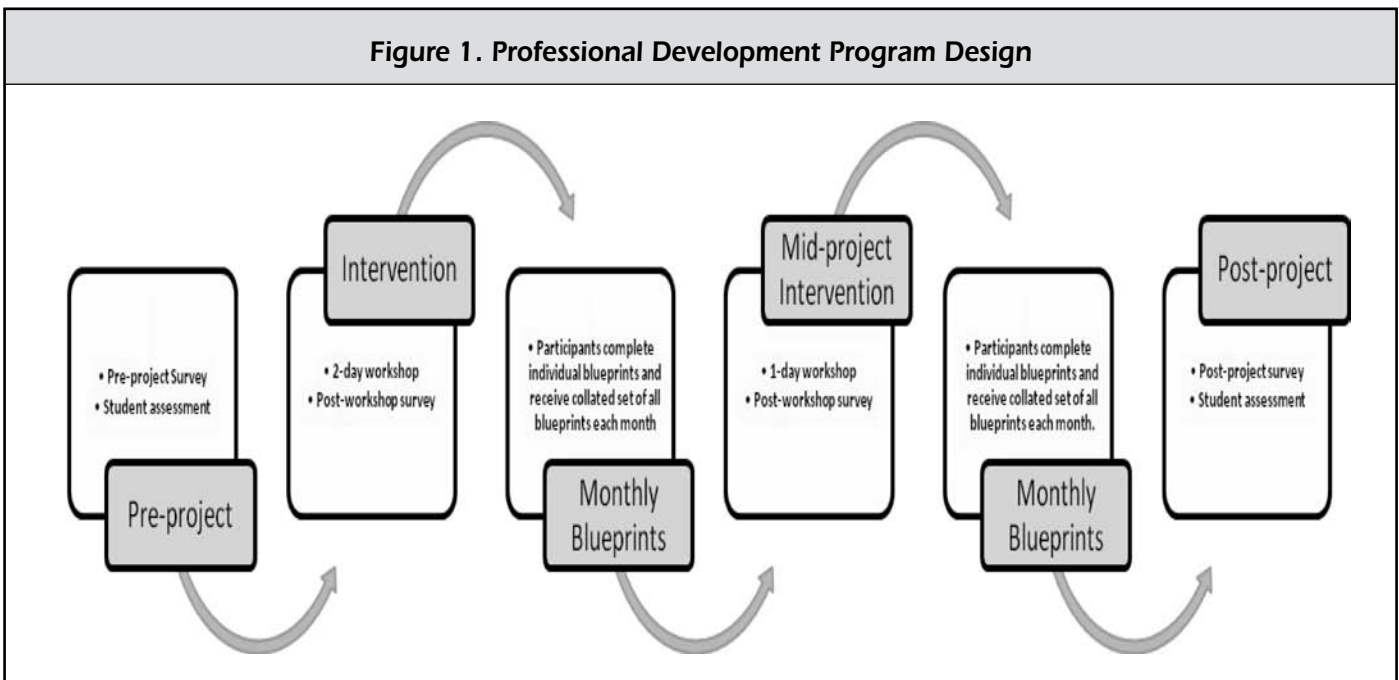 Figure 1. Professional Development Program Design
• Pre-project Survey
• Student assessment
Pre-project
Intervention
• 2-day workshop
• Post-workshop survey
• Participants complete
individual blueprints and
receive collated set of all
blueprints each month
Monthly
Blueprints
Mid-project
Intervention
• 1-day workshop
• Post-workshop survey
• Participants complete
individual blueprints and
receive collated set of all
blueprints each month.
Monthly
Blueprints
Post-project
• Post-project survey
• Student assessment